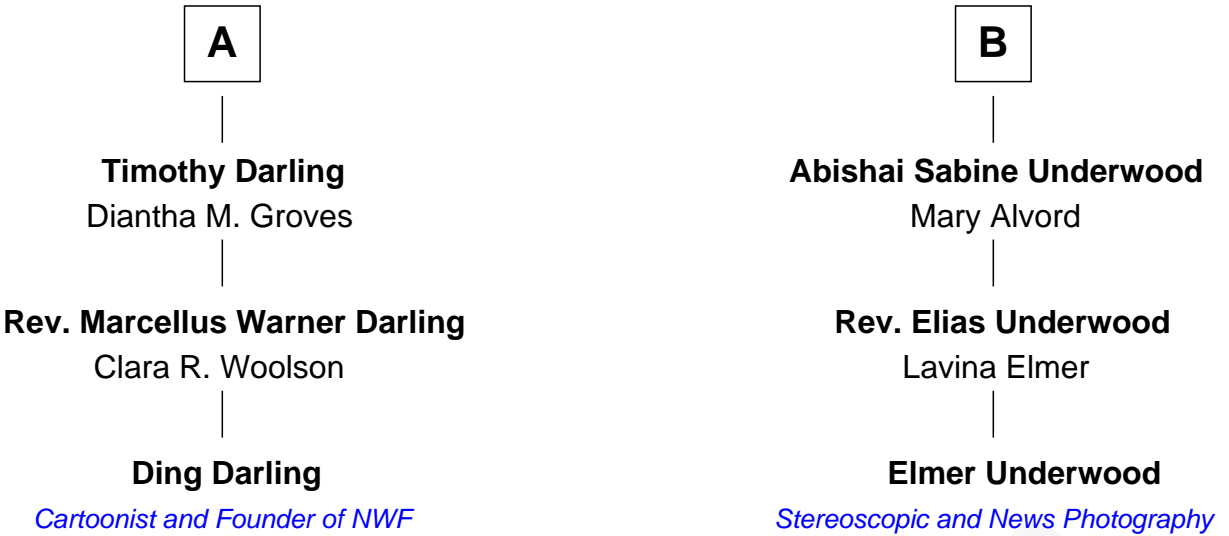 A
Timothy Darling
Diantha M. Groves
Rev. Marcellus Warner Darling
Clara R. Woolson
Ding Darling
Cartoonist and Founder of NWF
B
Abishai Sabine Underwood
Mary Alvord
Rev. Elias Underwood
Lavina Elmer
Elmer Underwood
Stereoscopic and News Photography